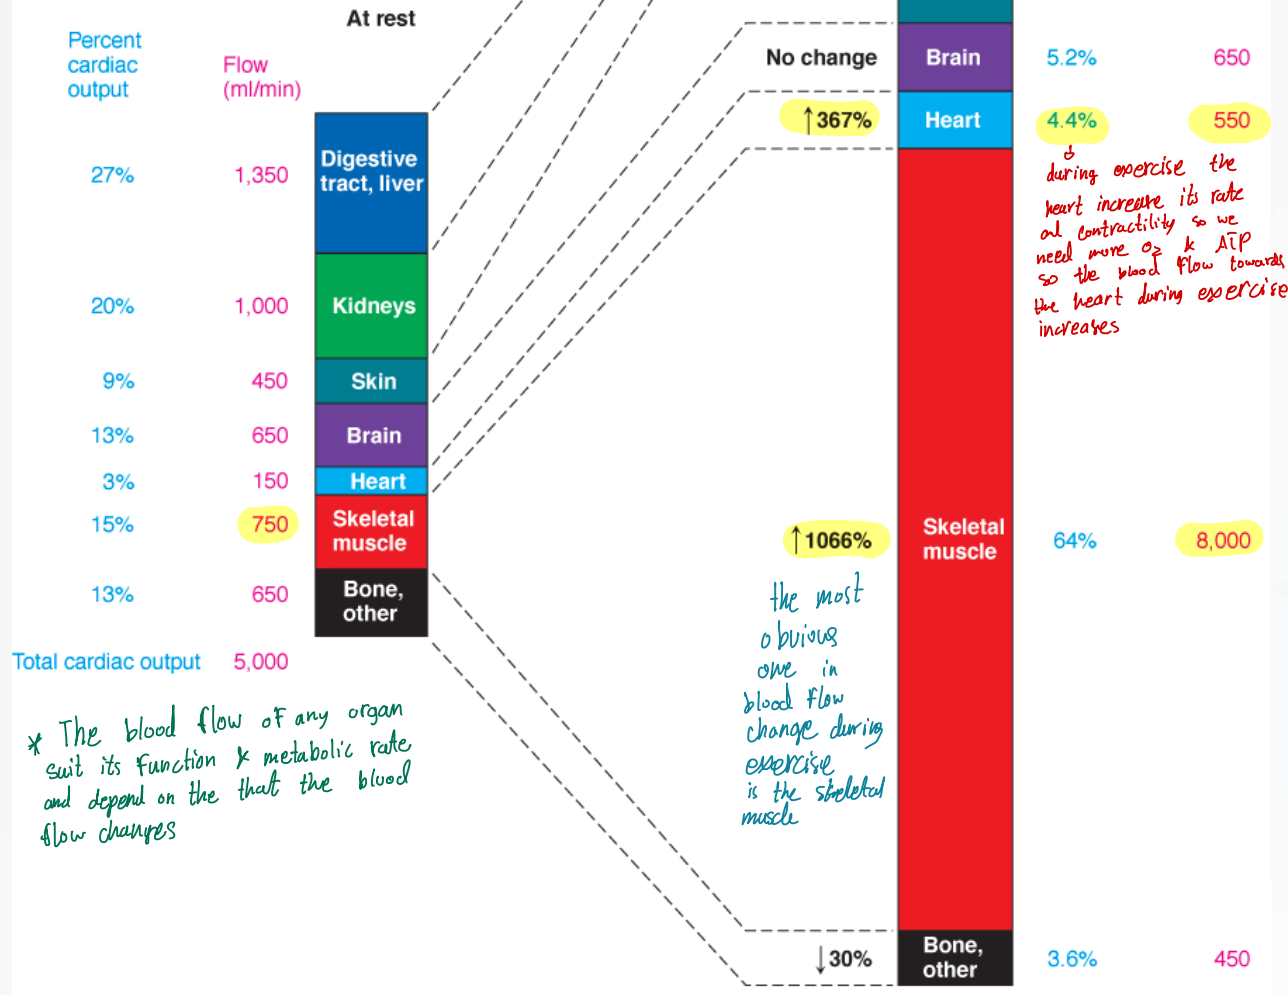 At rest
Percent
cardiac
output
Flow
(ml/min)
27%
1,350
Digestive
tract, liver
20%
1,000
Kidneys
9%
450
Skin
13%
650
Brain
3%
150
Heart
15%
750
Skeletal
muscle
13%
650
Bone,
other
Total cardiac output 5,000
* The blood flow of any organ
suit its function & metabolic rate
and depend on the that the blood
flow changes
No change
Brain
5.2%
650
↑367%
Heart
4.4%
550
during exercise the
heart increase its rate
and contractility so we
need more O2 & ATP
so the blood flow towards
the heart during exercise
increases
↑1066%
Skeletal
muscle
64%
8,000
the most
obvious
one in
blood flow
change during
exercise
is the skeletal
muscle
↓30%
Bone,
other
3.6%
450